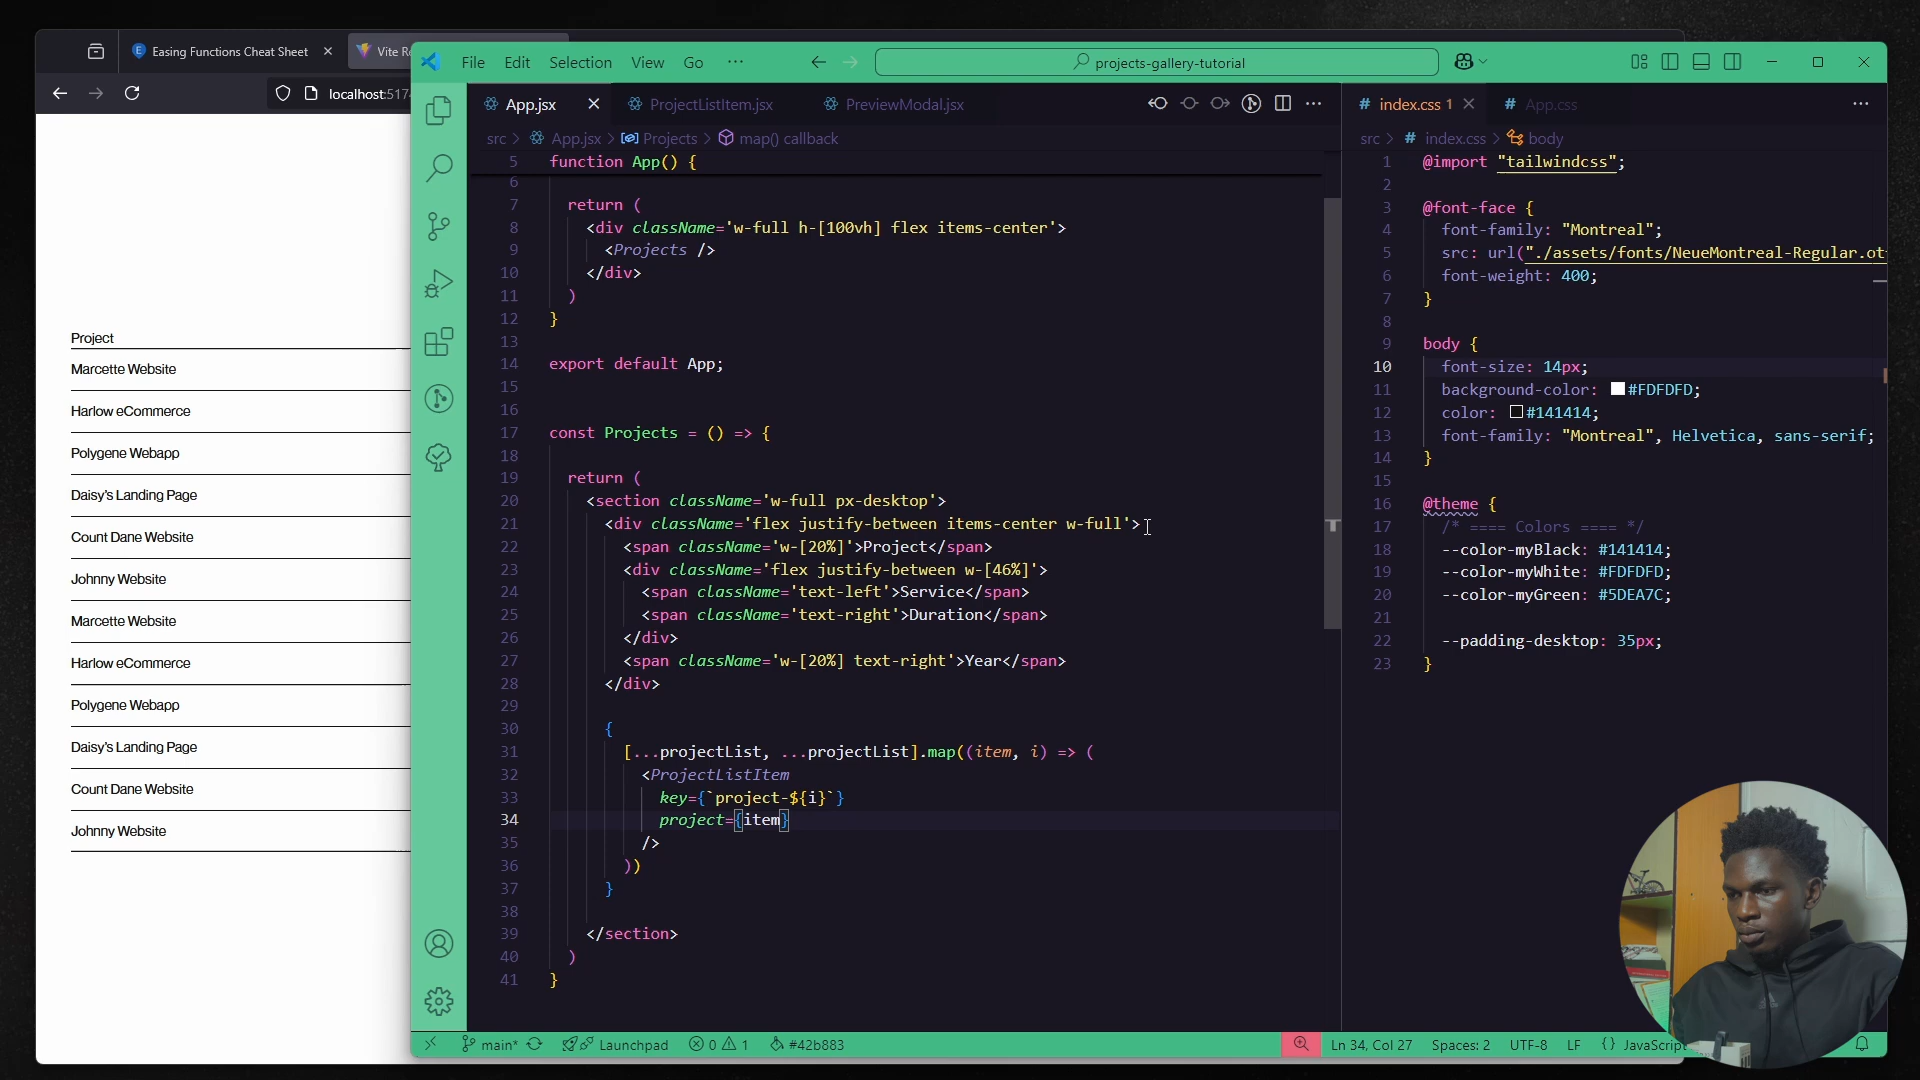 Easing Functions Cheat Sheet
Vite Re
localhost:517
Project
Marcette Website
Harlow eCommerce
Polygene Webapp
Daisy's Landing Page
Count Dane Website
Johnny Website
Marcette Website
Harlow eCommerce
Polygene Webapp
Daisy's Landing Page
Count Dane Website
Johnny Website
File Edit Selection View Go ···
projects-gallery-tutorial
App.jsx ProjectListItem.jsx PreviewModal.jsx
src > App.jsx > Projects > map() callback
5 function App() {
6
7 return (
8 <div className='w-full h-[100vh] flex items-center'>
9 <Projects />
10 </div>
11 )
12 }
13
14 export default App;
15
16
17 const Projects = () => {
18
19 return (
20 <section className='w-full px-desktop'>
21 <div className='flex justify-between items-center w-full'>
22 <span className='w-[20%]'>Project</span>
23 <div className='flex justify-between w-[46%]'>
24 <span className='text-left'>Service</span>
25 <span className='text-right'>Duration</span>
26 </div>
27 <span className='w-[20%] text-right'>Year</span>
28 </div>
29
30 {
31 [...projectList, ...projectList].map((item, i) => (
32 <ProjectListItem
33 key={`project-${i}`}
34 project={item}
35 />
36 ))
37 }
38
39 </section>
40 )
41 }
# index.css 1 # App.css
src > # index.css > body
1 @import "tailwindcss";
2
3 @font-face {
4 font-family: "Montreal";
5 src: url("./assets/fonts/NeueMontreal-Regular.ot
6 font-weight: 400;
7 }
8
9 body {
10 font-size: 14px;
11 background-color: #FDFDFD;
12 color: #141414;
13 font-family: "Montreal", Helvetica, sans-serif;
14 }
15
16 @theme {
17 /* ==== Colors ==== */
18 --color-myBlack: #141414;
19 --color-myWhite: #FDFDFD;
20 --color-myGreen: #5DEA7C;
21
22 --padding-desktop: 35px;
23 }
main* Launchpad 0 1 #42b883
Ln 34, Col 27 Spaces: 2 UTF-8 LF {} JavaScript